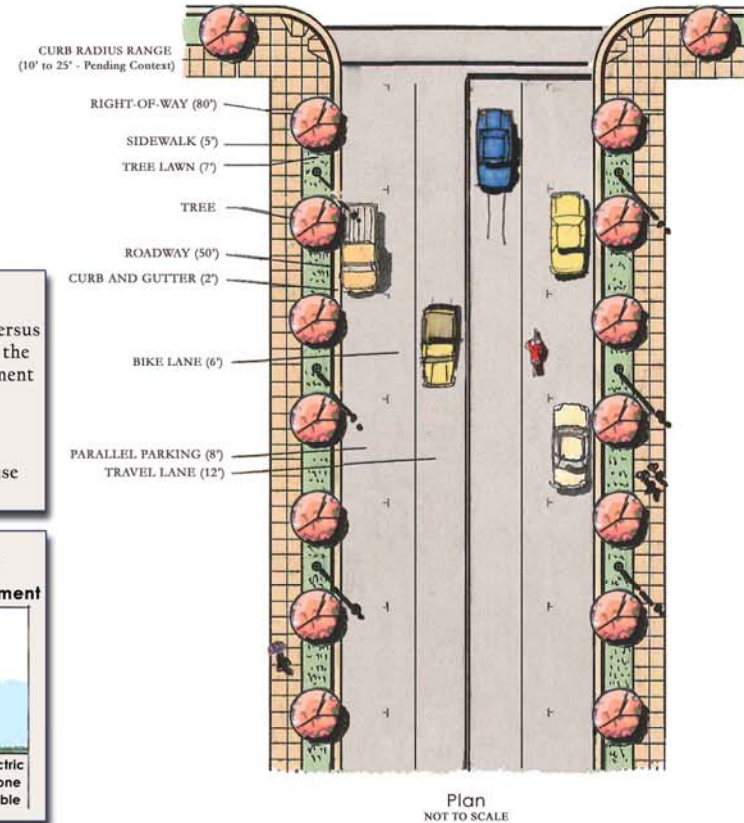 CURB RADIUS RANGE
(10' to 25' - Pending Context)
RIGHT-OF-WAY (80')
SIDEWALK (5')
TREE LAWN (7')
TREE
ROADWAY (50')
CURB AND GUTTER (2')
BIKE LANE (6')
PARALLEL PARKING (8')
TRAVEL LANE (12')
ersus
the
ment
se
ment
ctric
one
ble
Plan
NOT TO SCALE